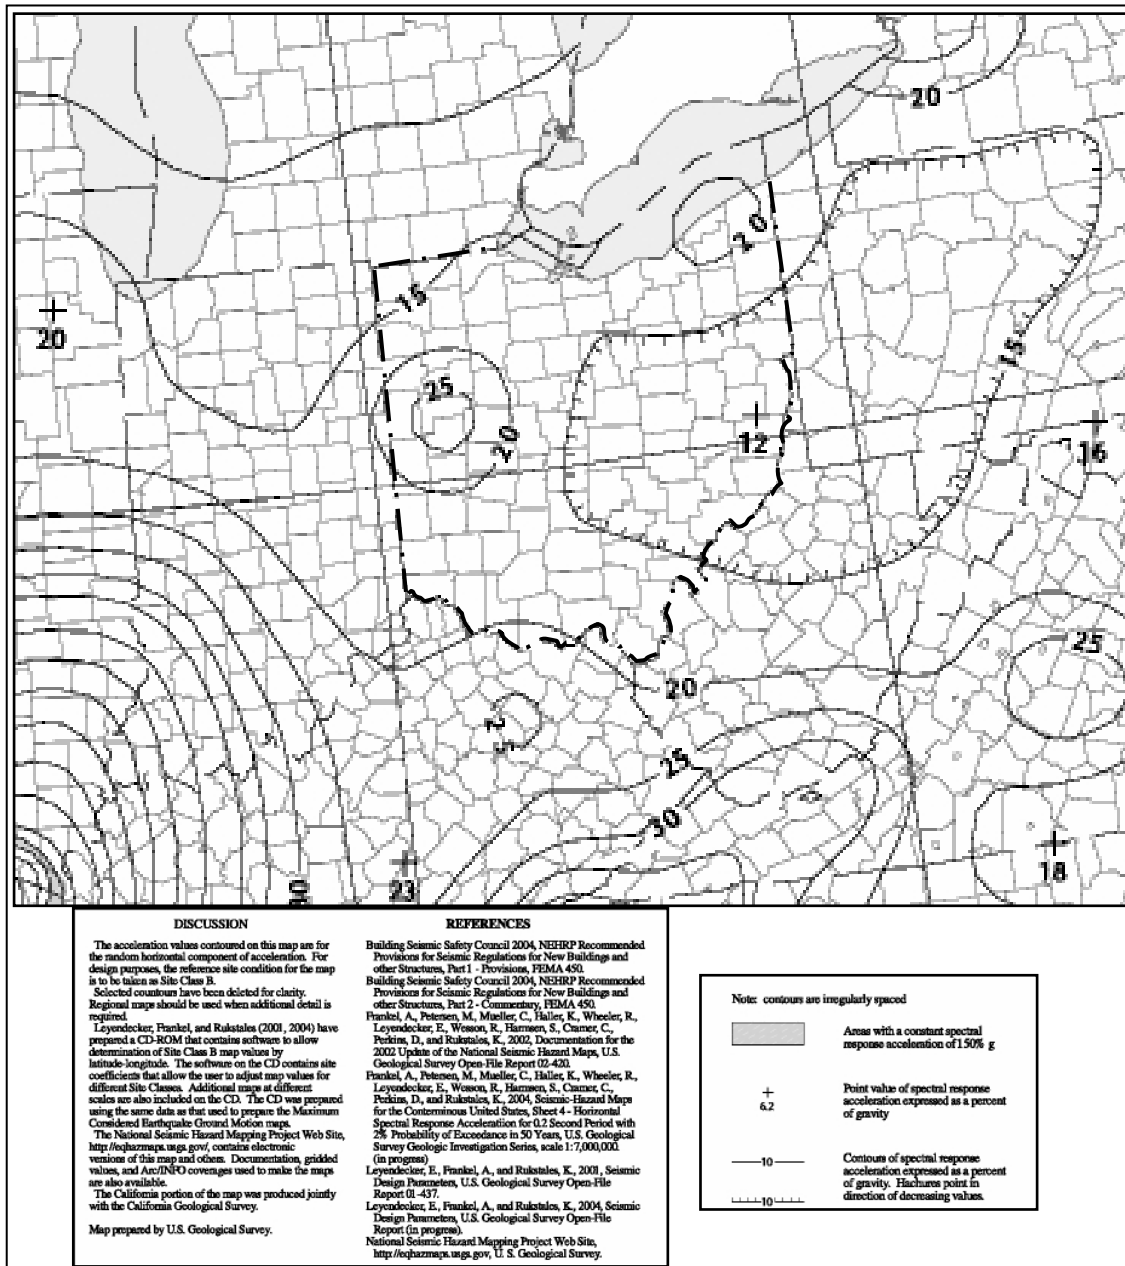 20
20
15
20
25
20
15
12
16
20
25
25
25
30
18
23
DISCUSSION
The acceleration values contoured on this map are for
the random horizontal component of acceleration. For
design purposes, the reference site condition for the map
is to be taken as Site Class B.
Selected countours have been deleted for clarity.
Regional maps should be used when additional detail is
required.
Leyendecker, Frankel, and Rukstales (2001, 2004) have
prepared a CD-ROM that contains software to allow
determination of Site Class B map values by
latitude-longitude. The software on the CD contains site
coefficients that allow the user to adjust map values for
different Site Classes. Additional maps at different
scales are also included on the CD. The CD was prepared
using the same data as that used to prepare the Maximum
Considered Earthquake Ground Motion maps.
The National Seismic Hazard Mapping Project Web Site,
http://eqhazmaps.usgs.gov/, contains electronic
versions of this map and others. Documentation, gridded
values, and Arc/INFO coverages used to make the maps
are also available.
The California portion of the map was produced jointly
with the California Geological Survey.
Map prepared by U.S. Geological Survey.
REFERENCES
Building Seismic Safety Council 2004, NEHRP Recommended
Provisions for Seismic Regulations for New Buildings and
other Structures, Part 1 - Provisions, FEMA 450.
Building Seismic Safety Council 2004, NEHRP Recommended
Provisions for Seismic Regulations for New Buildings and
other Structures, Part 2 - Commentary, FEMA 450.
Frankel, A., Petersen, M., Mueller, C., Haller, K., Wheeler, R.,
Leyendecker, E., Wesson, R., Harmsen, S., Cramer, C.,
Perkins, D., and Rukstales, K., 2002, Documentation for the
2002 Update of the National Seismic Hazard Maps, U.S.
Geological Survey Open-File Report 02-420.
Frankel, A., Petersen, M., Mueller, C., Haller, K., Wheeler, R.,
Leyendecker, E., Wesson, R., Harmsen, S., Cramer, C.,
Perkins, D., and Rukstales, K., 2004, Seismic-Hazard Maps
for the Conterminous United States, Sheet 4 - Horizontal
Spectral Response Acceleration for 0.2 Second Period with
2% Probability of Exceedance in 50 Years, U.S. Geological
Survey Geologic Investigation Series, scale 1:7,000,000.
(in progress)
Leyendecker, E., Frankel, A., and Rukstales, K., 2001, Seismic
Design Parameters, U.S. Geological Survey Open-File
Report 01-437.
Leyendecker, E., Frankel, A., and Rukstales, K., 2004, Seismic
Design Parameters, U.S. Geological Survey Open-File
Report (in progress).
National Seismic Hazard Mapping Project Web Site,
http://eqhazmaps.usgs.gov, U. S. Geological Survey.
Note: contours are irregularly spaced
Areas with a constant spectral
response acceleration of 150% g
Point value of spectral response
6.2
acceleration expressed as a percent
of gravity
10
Contours of spectral response
acceleration expressed as a percent
of gravity. Hachures point in
direction of decreasing values.
10